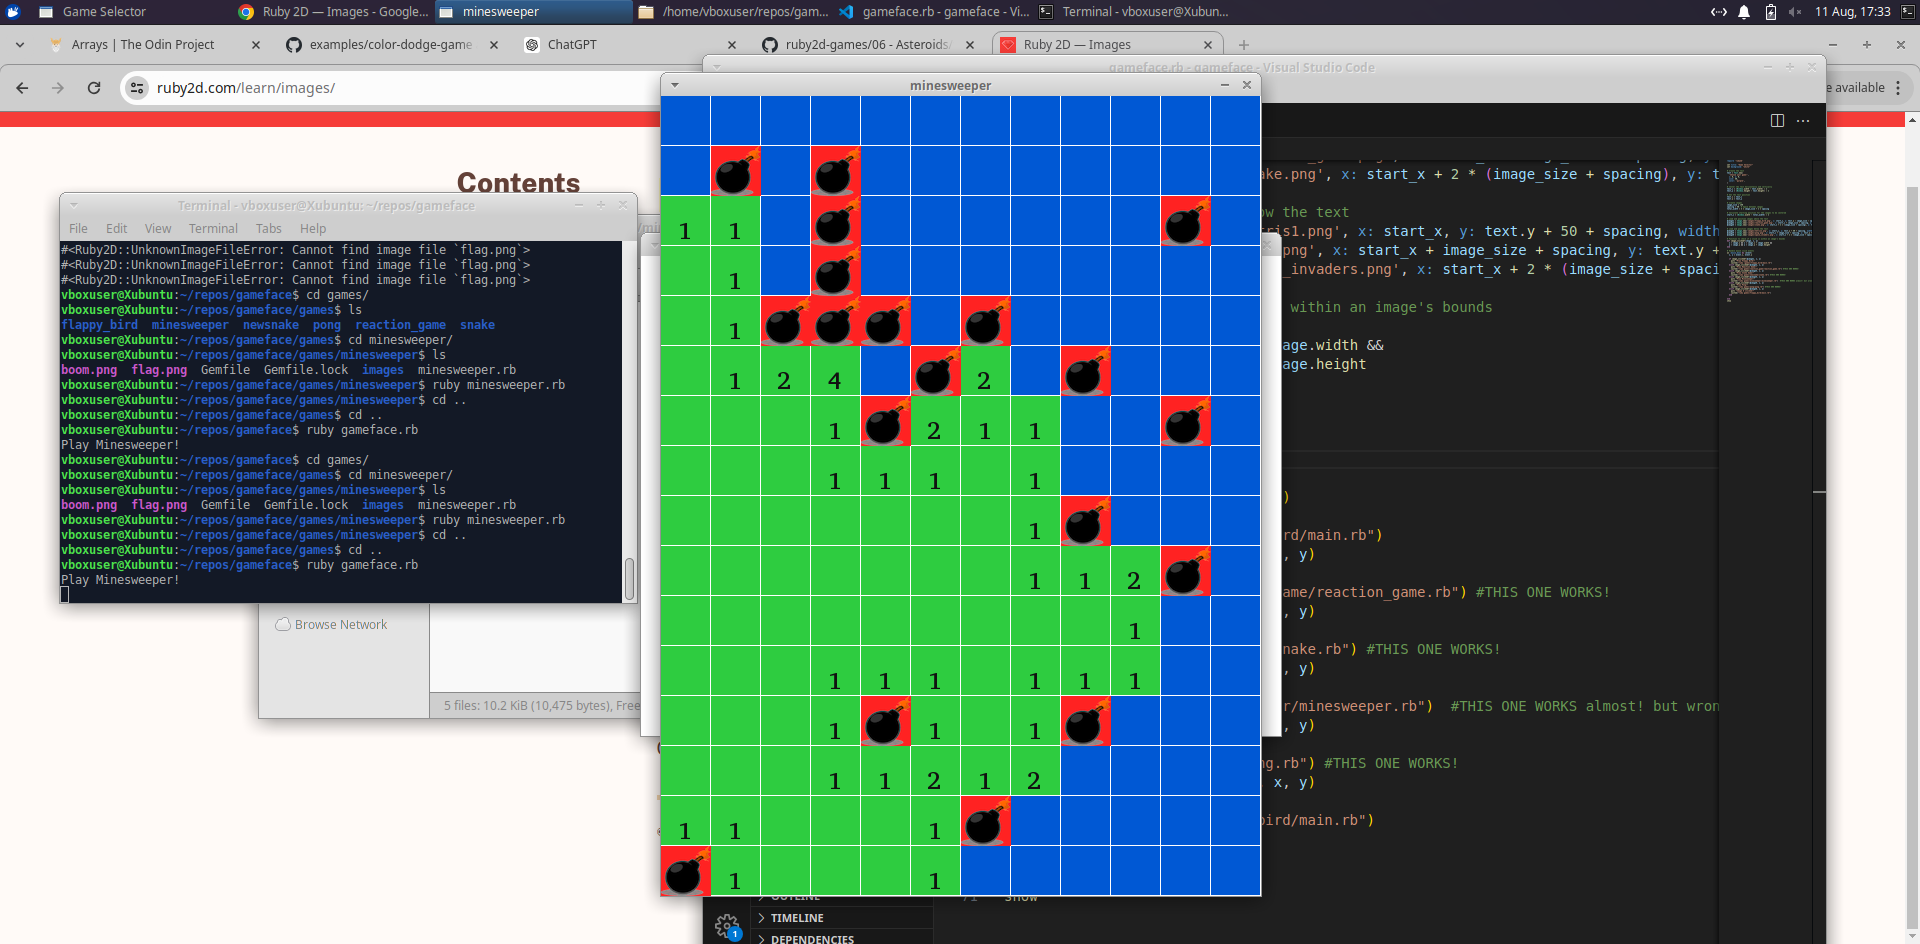 Game Selector
Ruby 2D — Images - Google...
minesweeper
/home/vboxuser/repos/gam...
gameface.rb - gameface - Vi...
Terminal - vboxuser@Xubun...
11 Aug, 17:33
Arrays | The Odin Project
examples/color-dodge-game
ChatGPT
ruby2d-games/06 - Asteroids
Ruby 2D — Images
ruby2d.com/learn/images/
e available
gameface.rb - gameface - Visual Studio Code
minesweeper
Contents
Terminal - vboxuser@Xubuntu: ~/repos/gameface
File Edit View Terminal Tabs Help
#<Ruby2D::UnknownImageFileError: Cannot find image file `flag.png`>
#<Ruby2D::UnknownImageFileError: Cannot find image file `flag.png`>
#<Ruby2D::UnknownImageFileError: Cannot find image file `flag.png`>
vboxuser@Xubuntu:~/repos/gameface$ cd games/
vboxuser@Xubuntu:~/repos/gameface/games$ ls
flappy_bird minesweeper newsnake pong reaction_game snake
vboxuser@Xubuntu:~/repos/gameface/games$ cd minesweeper/
vboxuser@Xubuntu:~/repos/gameface/games/minesweeper$ ls
boom.png flag.png Gemfile Gemfile.lock images minesweeper.rb
vboxuser@Xubuntu:~/repos/gameface/games/minesweeper$ ruby minesweeper.rb
vboxuser@Xubuntu:~/repos/gameface/games/minesweeper$ cd ..
vboxuser@Xubuntu:~/repos/gameface/games$ cd ..
vboxuser@Xubuntu:~/repos/gameface$ ruby gameface.rb
Play Minesweeper!
vboxuser@Xubuntu:~/repos/gameface$ cd games/
vboxuser@Xubuntu:~/repos/gameface/games$ cd minesweeper/
vboxuser@Xubuntu:~/repos/gameface/games/minesweeper$ ls
boom.png flag.png Gemfile Gemfile.lock images minesweeper.rb
vboxuser@Xubuntu:~/repos/gameface/games/minesweeper$ ruby minesweeper.rb
vboxuser@Xubuntu:~/repos/gameface/games/minesweeper$ cd ..
vboxuser@Xubuntu:~/repos/gameface/games$ cd ..
vboxuser@Xubuntu:~/repos/gameface$ ruby gameface.rb
Play Minesweeper!
Browse Network
5 files: 10.2 KiB (10,475 bytes), Free
1 1
1
1
1 2 4 2
1 2 1 1
1 1 1 1
1
1 1 2
1
1 1 1 1 1 1
1 1 1
1 1 2 1 2
1 1 1
1 1
ke.png', x: start_x + 2 * (image_size + spacing), y: t
ow the text
ris1.png', x: start_x, y: text.y + 50 + spacing, width
png', x: start_x + image_size + spacing, y: text.y +
_invaders.png', x: start_x + 2 * (image_size + spaci
within an image's bounds
age.width &&
age.height
)
rd/main.rb")
, y)
ame/reaction_game.rb") #THIS ONE WORKS!
, y)
nake.rb") #THIS ONE WORKS!
, y)
r/minesweeper.rb") #THIS ONE WORKS almost! but wron
, y)
ng.rb") #THIS ONE WORKS!
x, y)
bird/main.rb")
OUTLINE
71 show
TIMELINE
DEPENDENCIES
1